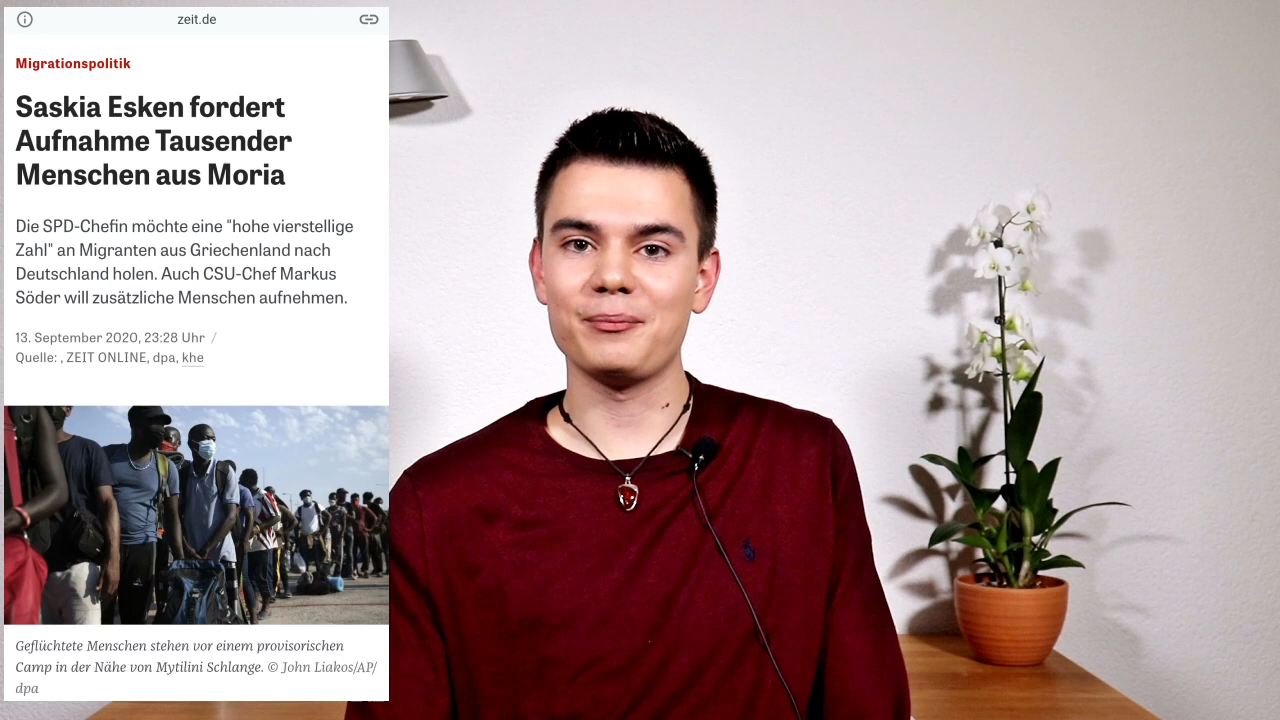 zeit.de
Migrationspolitik
Saskia Esken fordert
Aufnahme Tausender
Menschen aus Moria
Die SPD-Chefin möchte eine "hohe vierstellige
Zahl" an Migranten aus Griechenland nach
Deutschland holen. Auch CSU-Chef Markus
Söder will zusätzliche Menschen aufnehmen.
13. September 2020, 23:28 Uhr /
Quelle: , ZEIT ONLINE, dpa, khe
Geflüchtete Menschen stehen vor einem provisorischen
Camp in der Nähe von Mytilini Schlange. © John Liakos/AP/
dpa